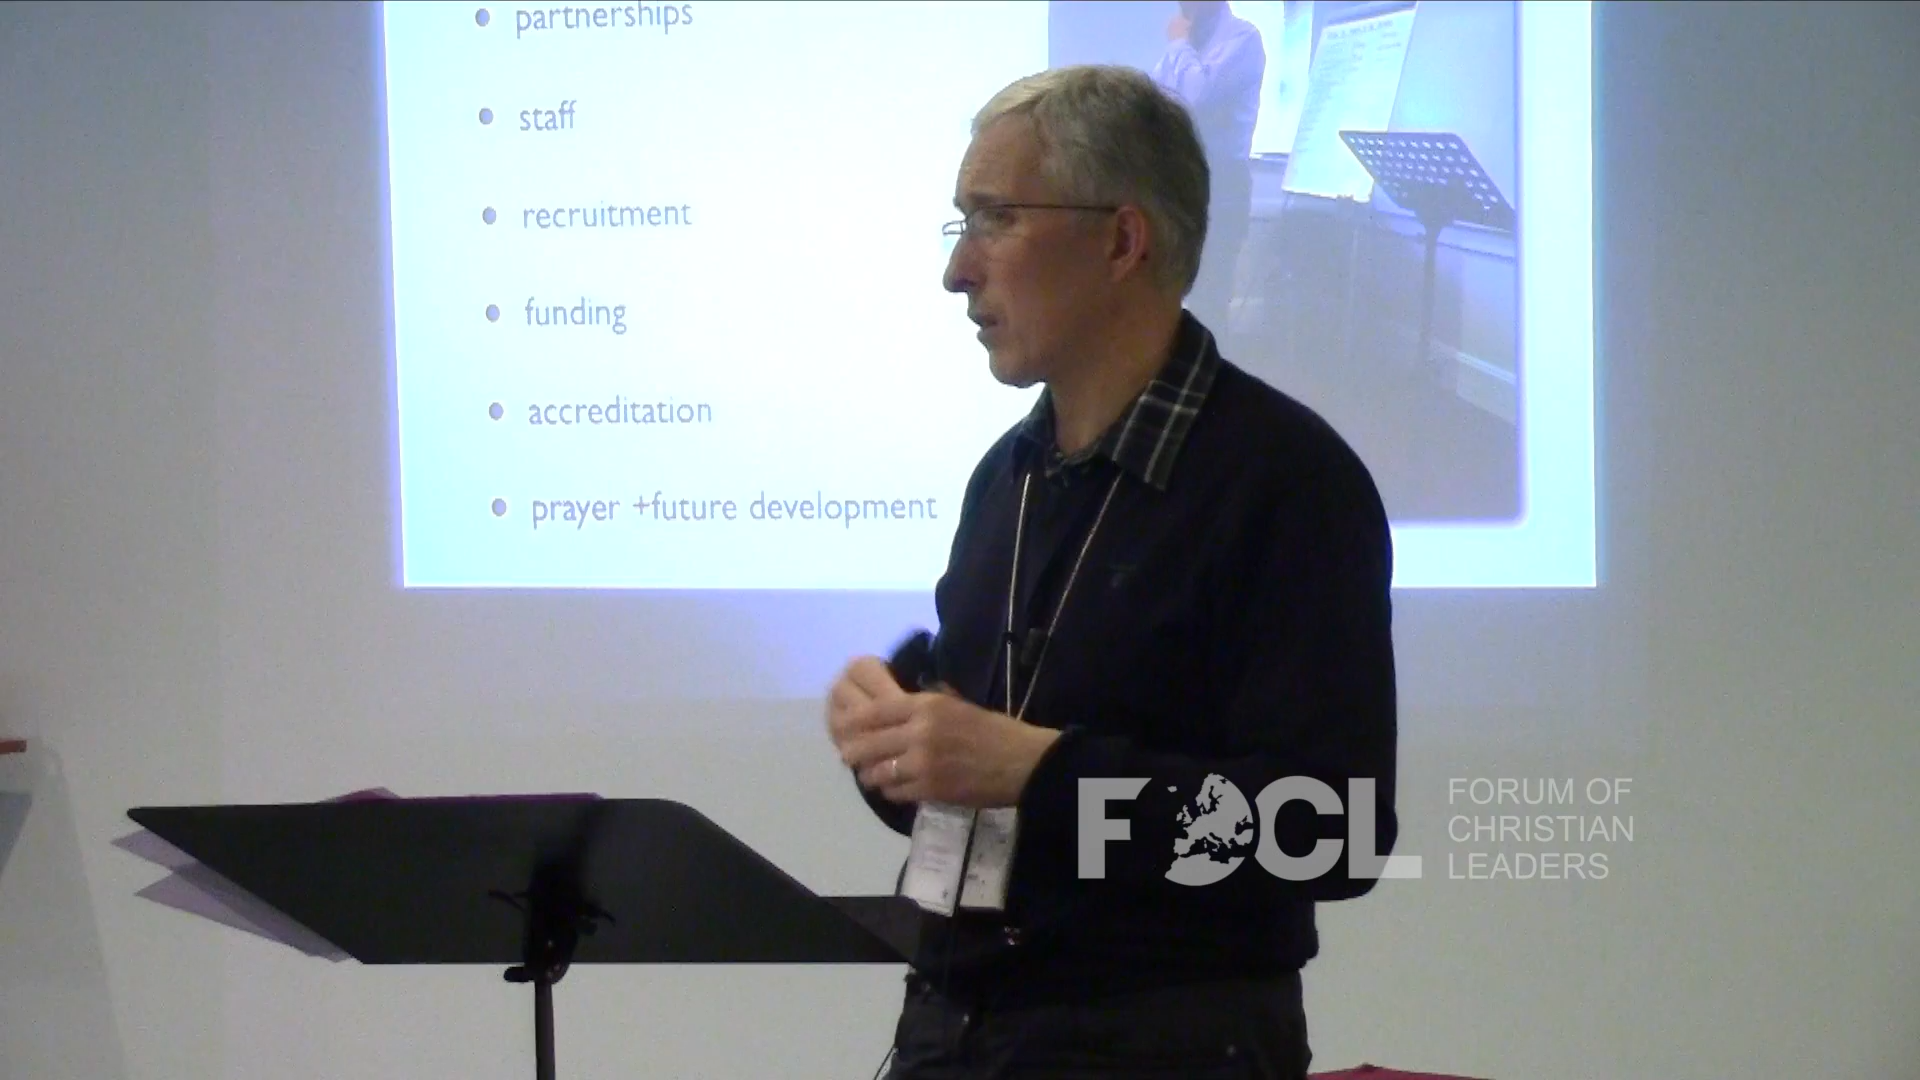 • partnerships
• staff
• recruitment
• funding
• accreditation
• prayer +future development
FOCL
FORUM OF
CHRISTIAN
LEADERS